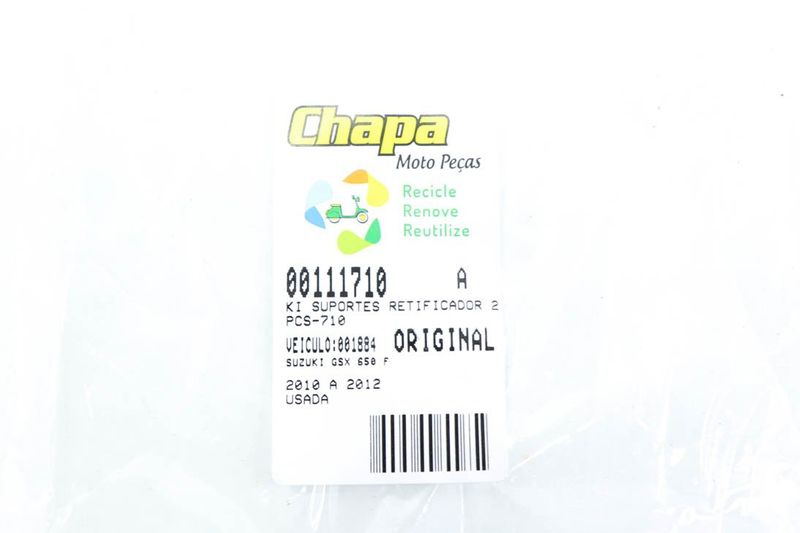 Chapa
Moto Peças
Recicle
Renove
Reutilize
00111710 A
KI SUPORTES RETIFICADOR 2
PCS-710
VEICULO:001884 ORIGINAL
SUZUKI GSX 650 F
2010 A 2012
USADA